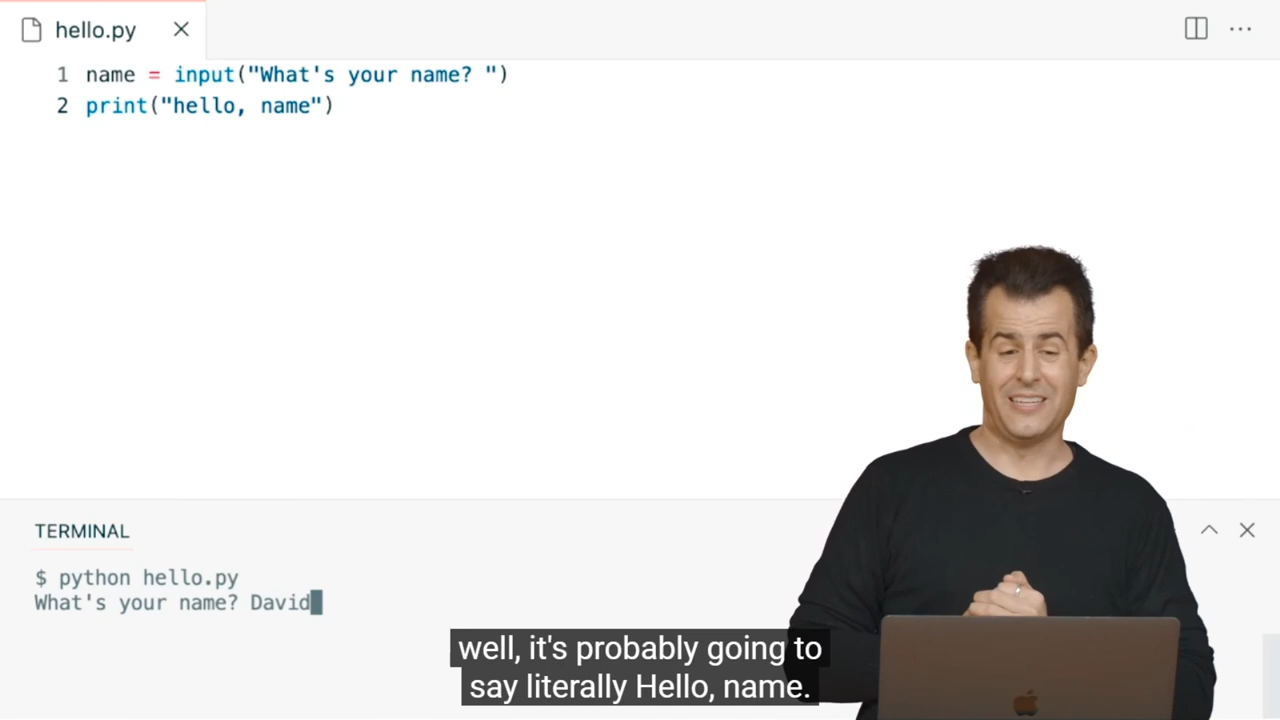 hello.py
1 name = input("What's your name? ")
2 print("hello, name")
TERMINAL
$ python hello.py
What's your name? David
well, it's probably going to
say literally Hello, name.